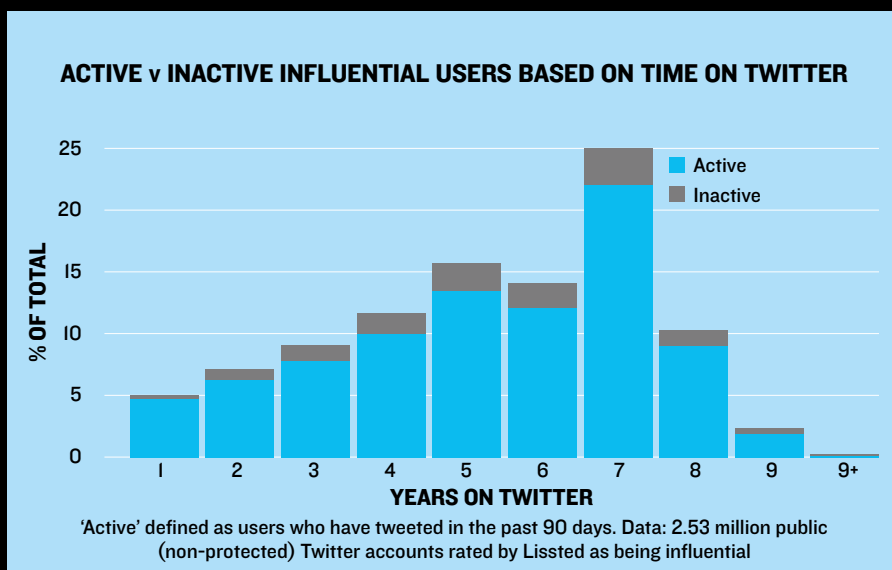 ACTIVE v INACTIVE INFLUENTIAL USERS BASED ON TIME ON TWITTER
25
Active
20
Inactive
15
10
5
0
% OF TOTAL
1 2 3 4 5 6 7 8 9 9+
YEARS ON TWITTER
‘Active’ defined as users who have tweeted in the past 90 days. Data: 2.53 million public
(non-protected) Twitter accounts rated by Lissted as being influential